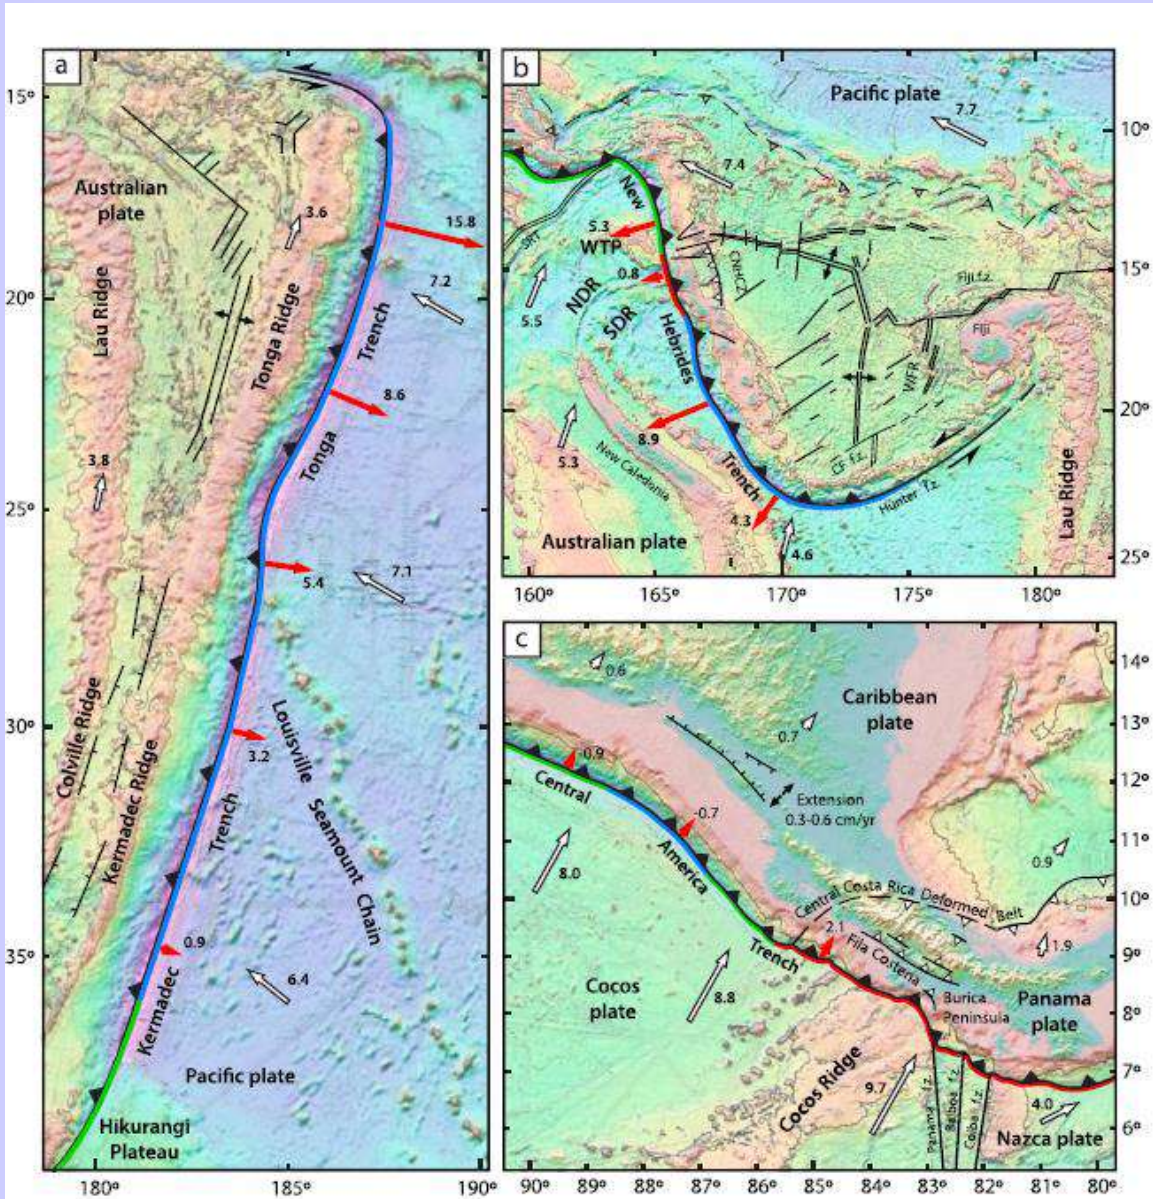 a
15°
20°
25°
30°
35°
180°
185°
190°
Australian
plate
Lau Ridge
Tonga Ridge
Trench
Tonga
3.6
15.8
7.2
8.6
3.8
5.4
7.1
Colville Ridge
Kermadec Ridge
Louisville Seamount Chain
3.2
Trench
0.9
6.4
Kermadec
Pacific plate
Hikurangi
Plateau
b
Pacific plate
7.7
10°
7.4
New
5.3
WTP
SRT
CNHCZ
0.8
NDR
5.5
SDR
Hebrides
Fiji f.z.
15°
Fiji
WFR
8.9
20°
5.3
New Caledonia
Trench
CF f.z.
Hunter f.z.
4.3
4.6
Lau Ridge
Australian plate
25°
160°
165°
170°
175°
180°
c
0.6
14°
Caribbean
plate
0.7
13°
-0.9
Central
12°
Extension
0.3-0.6 cm/yr
-0.7
America
11°
8.0
0.9
10°
Central Costa Rica Deformed Belt
2.1
Trench
Fila Costena
1.9
9°
Cocos
plate
8.8
Burica
Peninsula
Panama
plate
8°
Cocos Ridge
9.7
7°
Panama f.z.
Balboa f.z.
Coiba f.z.
4.0
Nazca plate
6°
90°
89°
88°
87°
86°
85°
84°
83°
82°
81°
80°